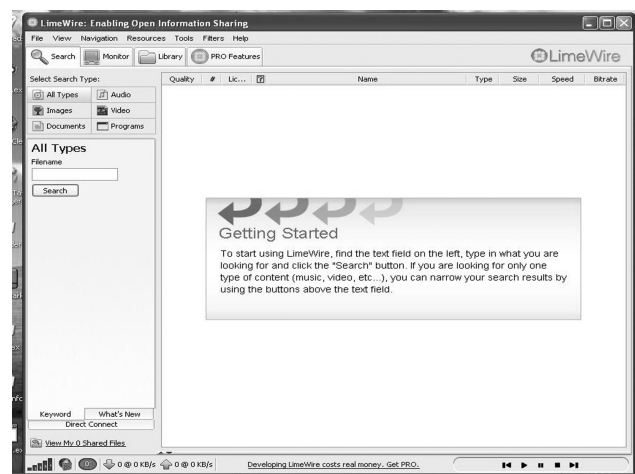 LimeWire: Enabling Open Information Sharing
File View Navigation Resources Tools Filters Help
Search Monitor Library PRO Features
LimeWire
Select Search Type:
All Types Audio
Images Video
Documents Programs
Quality # Lic... ? Name Type Size Speed Bitrate
All Types
Filename
Search
Getting Started
To start using LimeWire, find the text field on the left, type in what you are
looking for and click the "Search" button. If you are looking for only one
type of content (music, video, etc...), you can narrow your search results by
using the buttons above the text field.
Keyword What's New
Direct Connect
View My 0 Shared Files
0 @ 0 KB/s 0 @ 0 KB/s Developing LimeWire costs real money. Get PRO.